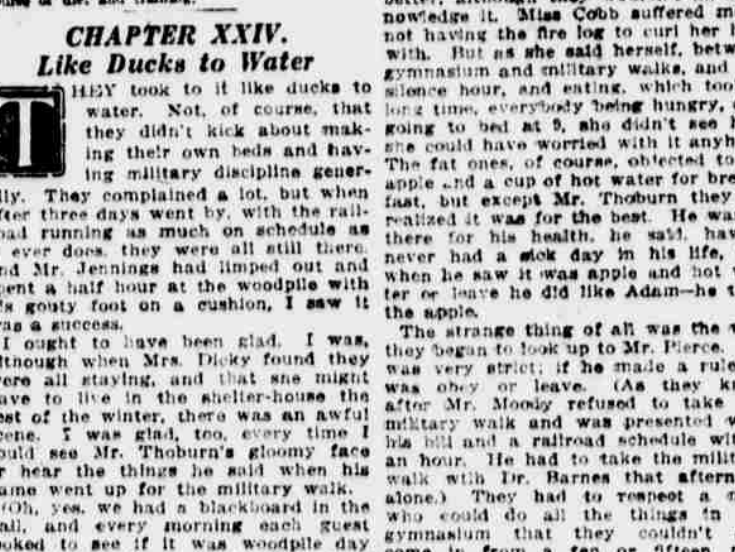 CHAPTER XXIV.
Like Ducks to Water
THEY took to it like ducks to
water. Not, of course, that
they didn't kick about mak-
ing their own beds and hav-
ing military discipline gener-
lly. They complained a lot, but when
fter three days went by, with the rail-
oad running as much on schedule as
ever does, they were all still there,
nd Mr. Jennings had limped out and
pent a half hour at the woodpile with
s gouty foot on a cushion, I saw it
as a success.
I ought to have been glad. I was,
lthough when Mrs. Dicky found they
ere all staying, and that she might
ave to live in the shelter-house the
est of the winter, there was an awful
cene. I was glad, too, every time I
ould see Mr. Thoburn's gloomy face
r hear the things he said when his
ame went up for the military walk.
(Oh, yes, we had a blackboard in the
all, and every morning each guest
ooked to see if it was woodpile day
nowledge it. Miss Cobb suffered m
not having the fire log to curl her h
with. But as she said herself, betw
gymnasium and military walks, and
silence hour, and eating, which too
long time, everybody being hungry,
going to bed at 9, she didn't see h
she could have worried with it anyh
The fat ones, of course, objected to
apple and a cup of hot water for bre
fast, but except Mr. Thoburn they
realized it was for the best. He wa
there for his health, he said, hav
never had a sick day in his life,
when he saw it was apple and hot w
ter or leave he did like Adam—he t
the apple.
The strange thing of all was the w
they began to look up to Mr. Pierce.
was very strict; if he made a rule
was obey or leave. (As they kn
after Mr. Moody refused to take
military walk and was presented w
his bill and a railroad schedule wit
an hour. He had to take the milit
walk with Dr. Barnes that aftern
alone.) They had to respect a m
who could do all the things in
gymnasium that they couldn't